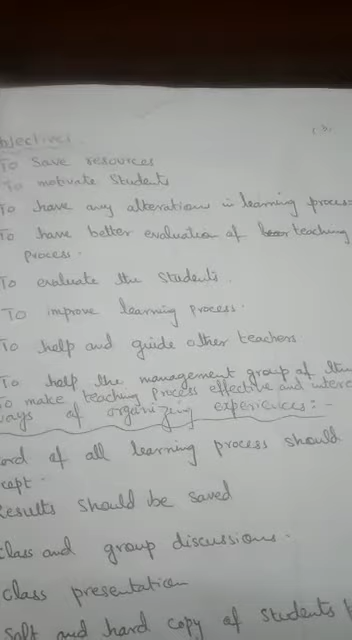 bjectives
To save resources
To motivate Students
To have any alterations in learning process
To have better evaluation of teaching
process.
To evaluate the Students.
To improve learning process.
To help and guide other teachers
To help the management group of
To make teaching process effective and intere
ways of organizing experiences:-
ord of all learning process should
cept.
Results should be saved
Class and group discussions.
Class presentation
Soft and hard copy of students